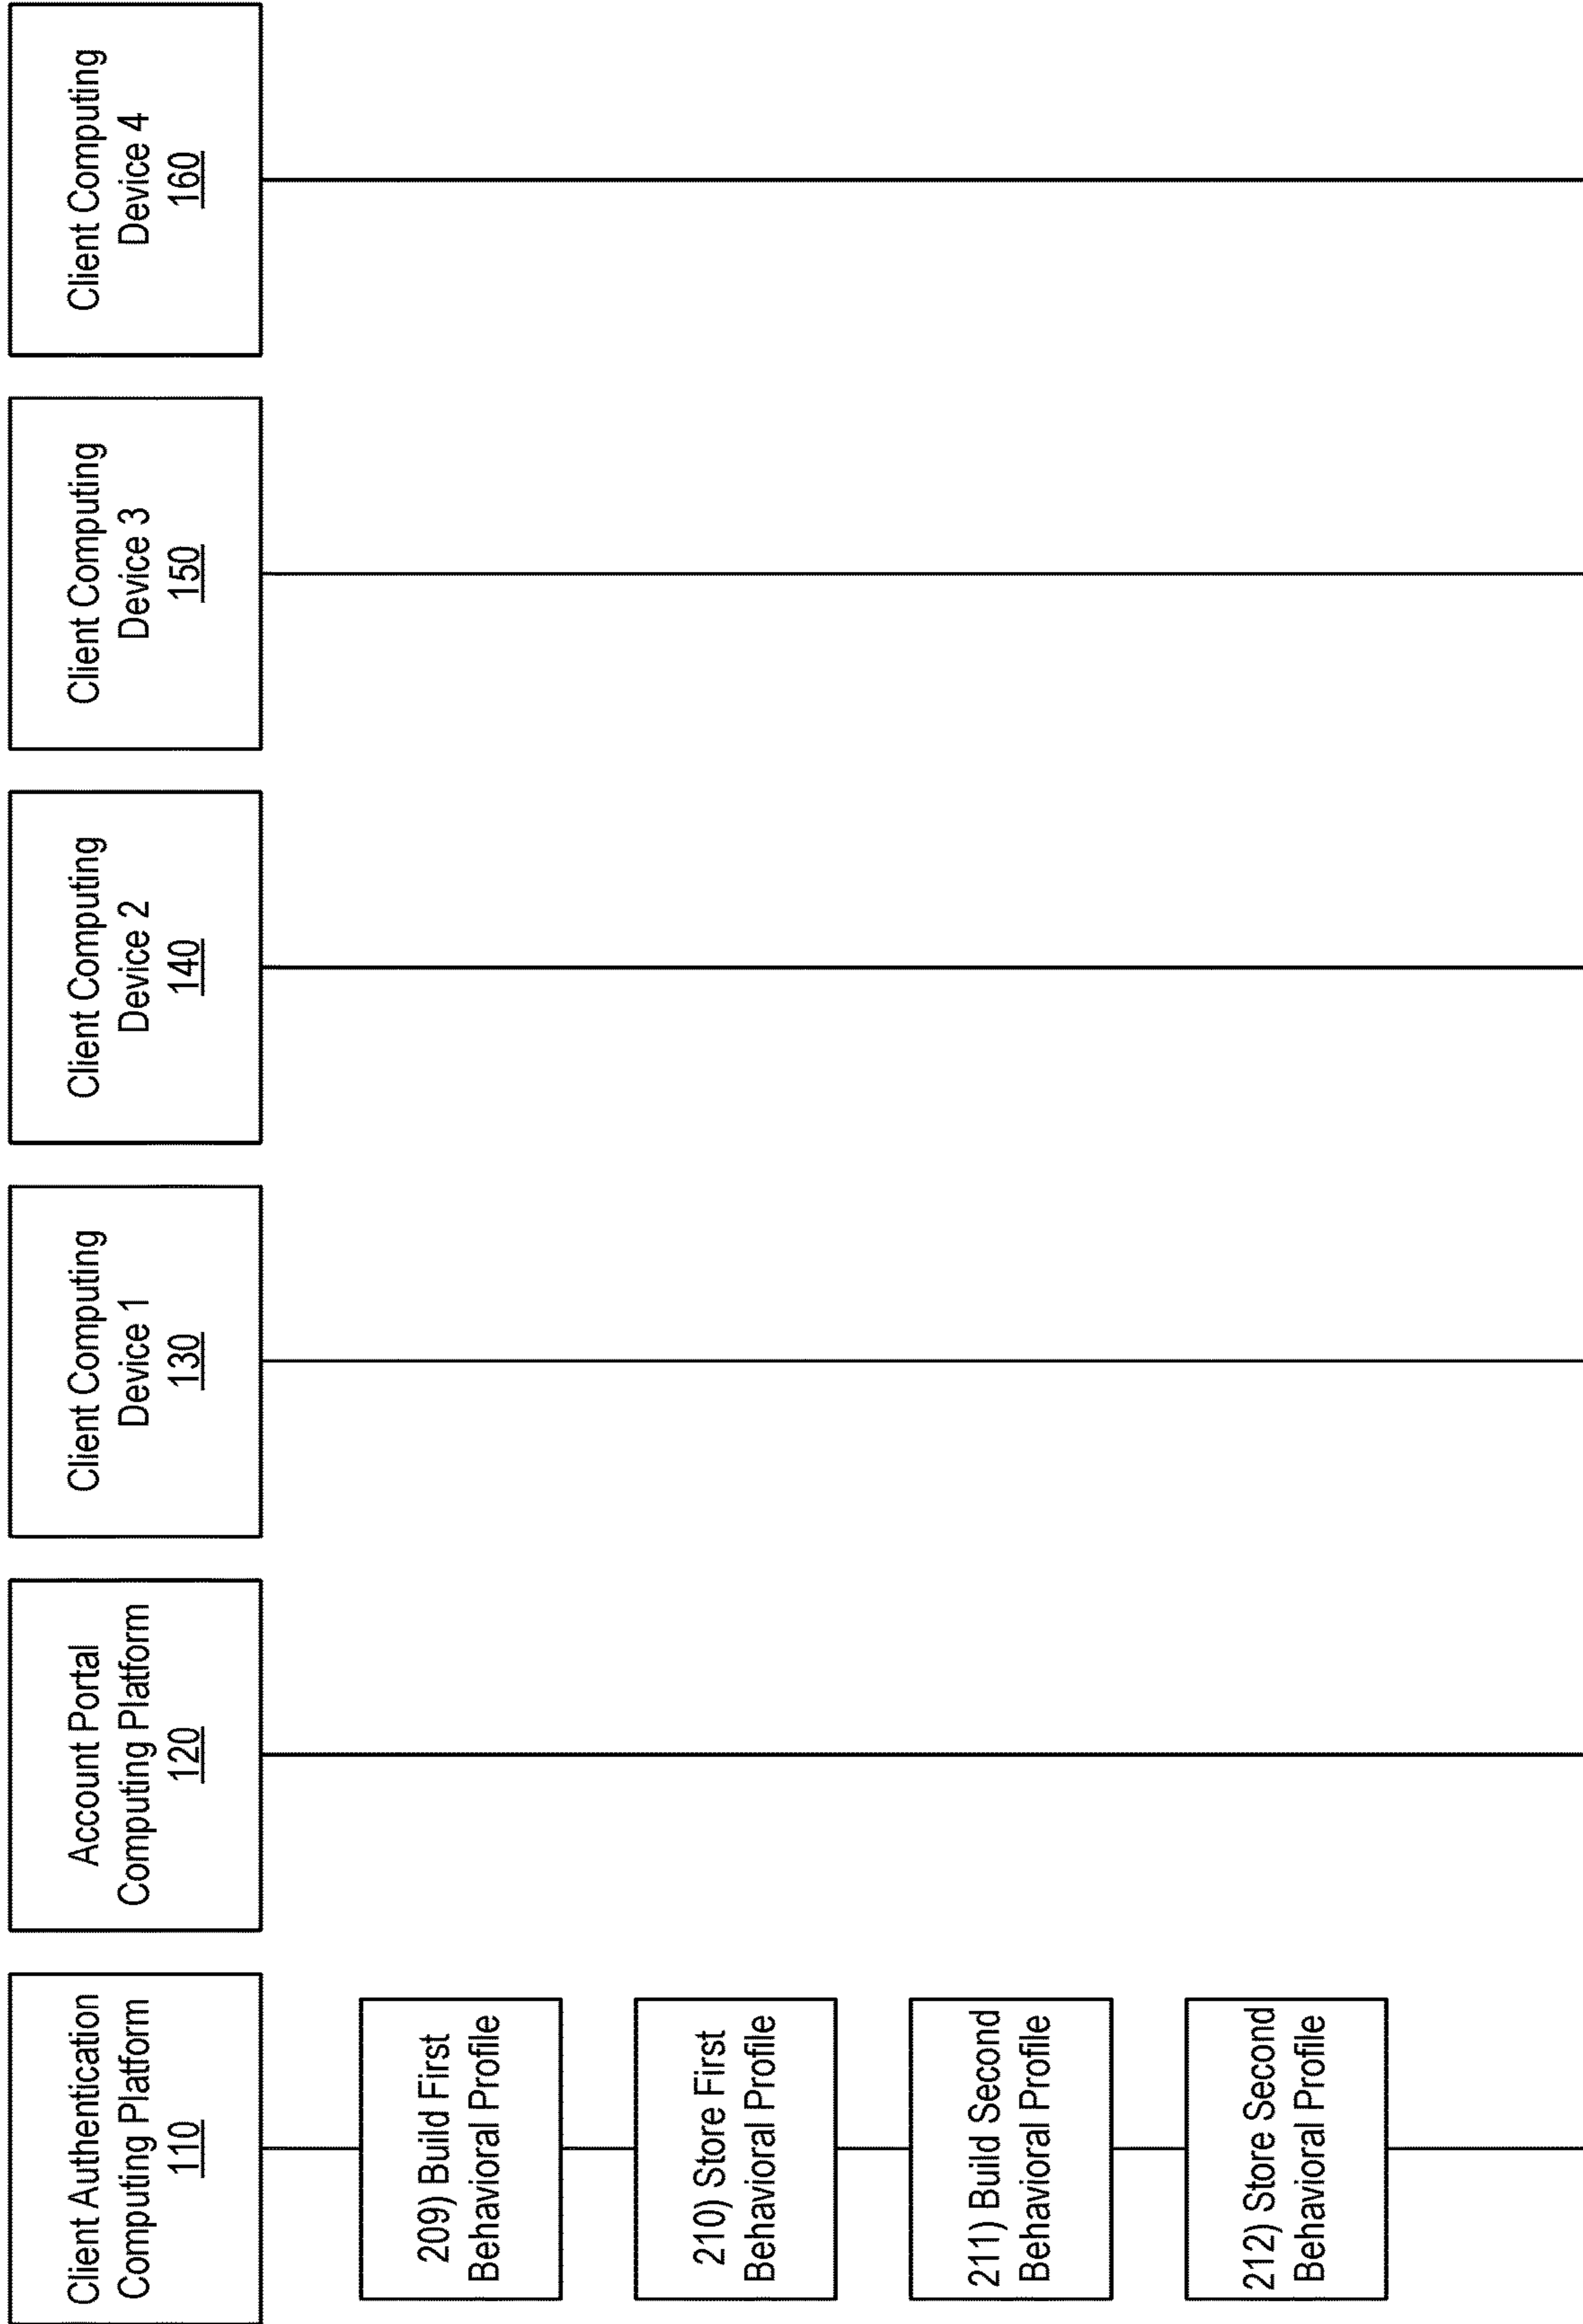 Client Authentication
Computing Platform
110
Account Portal
Computing Platform
120
Client Computing
Device 1
130
Client Computing
Device 2
140
Client Computing
Device 3
150
Client Computing
Device 4
160
209) Build First
Behavioral Profile
210) Store First
Behavioral Profile
211) Build Second
Behavioral Profile
212) Store Second
Behavioral Profile